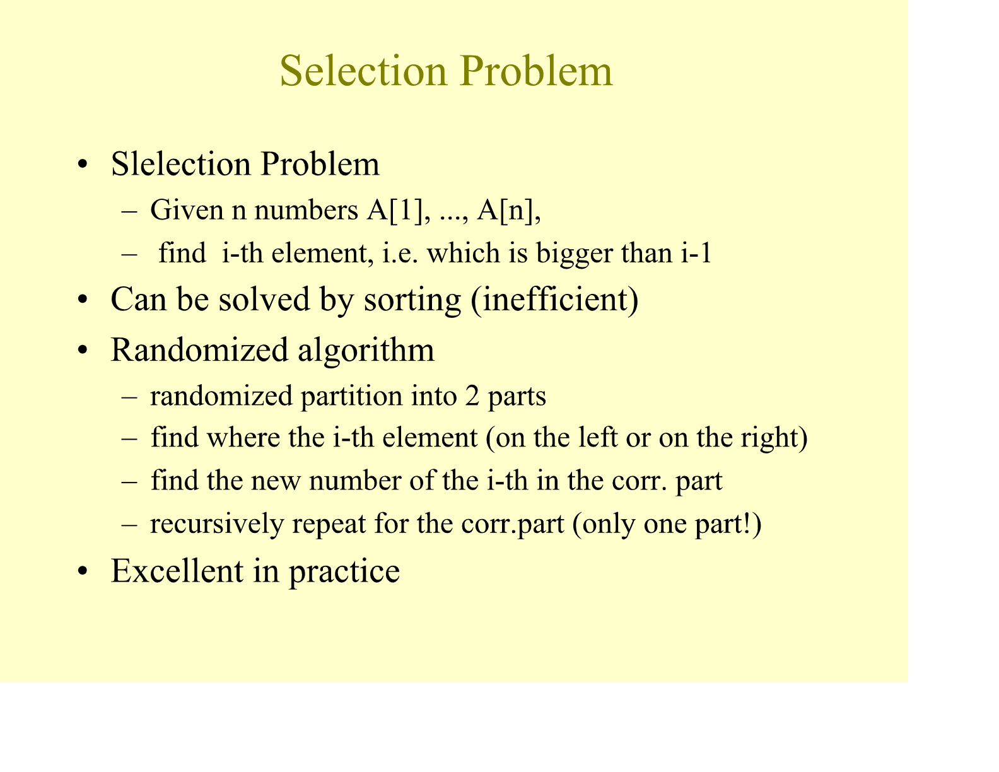 Selection Problem
• Slelection Problem
– Given n numbers A[1], ..., A[n],
– find i-th element, i.e. which is bigger than i-1
• Can be solved by sorting (inefficient)
• Randomized algorithm
– randomized partition into 2 parts
– find where the i-th element (on the left or on the right)
– find the new number of the i-th in the corr. part
– recursively repeat for the corr.part (only one part!)
• Excellent in practice